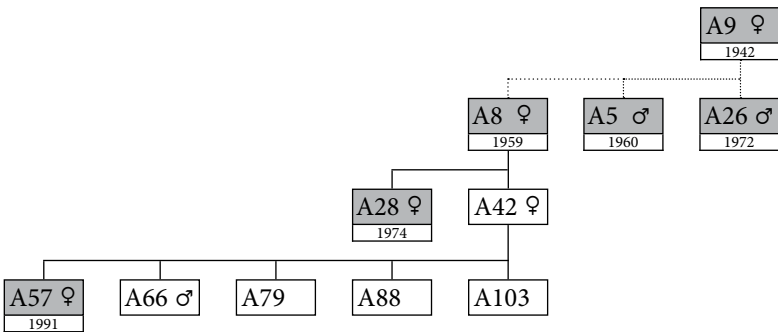 A9 ♀
1942
A8 ♀
A5 ♂
A26 ♂
1959
1960
1972
A28 ♀
A42 ♀
1974
A57 ♀
A66 ♂
A79
A88
A103
1991